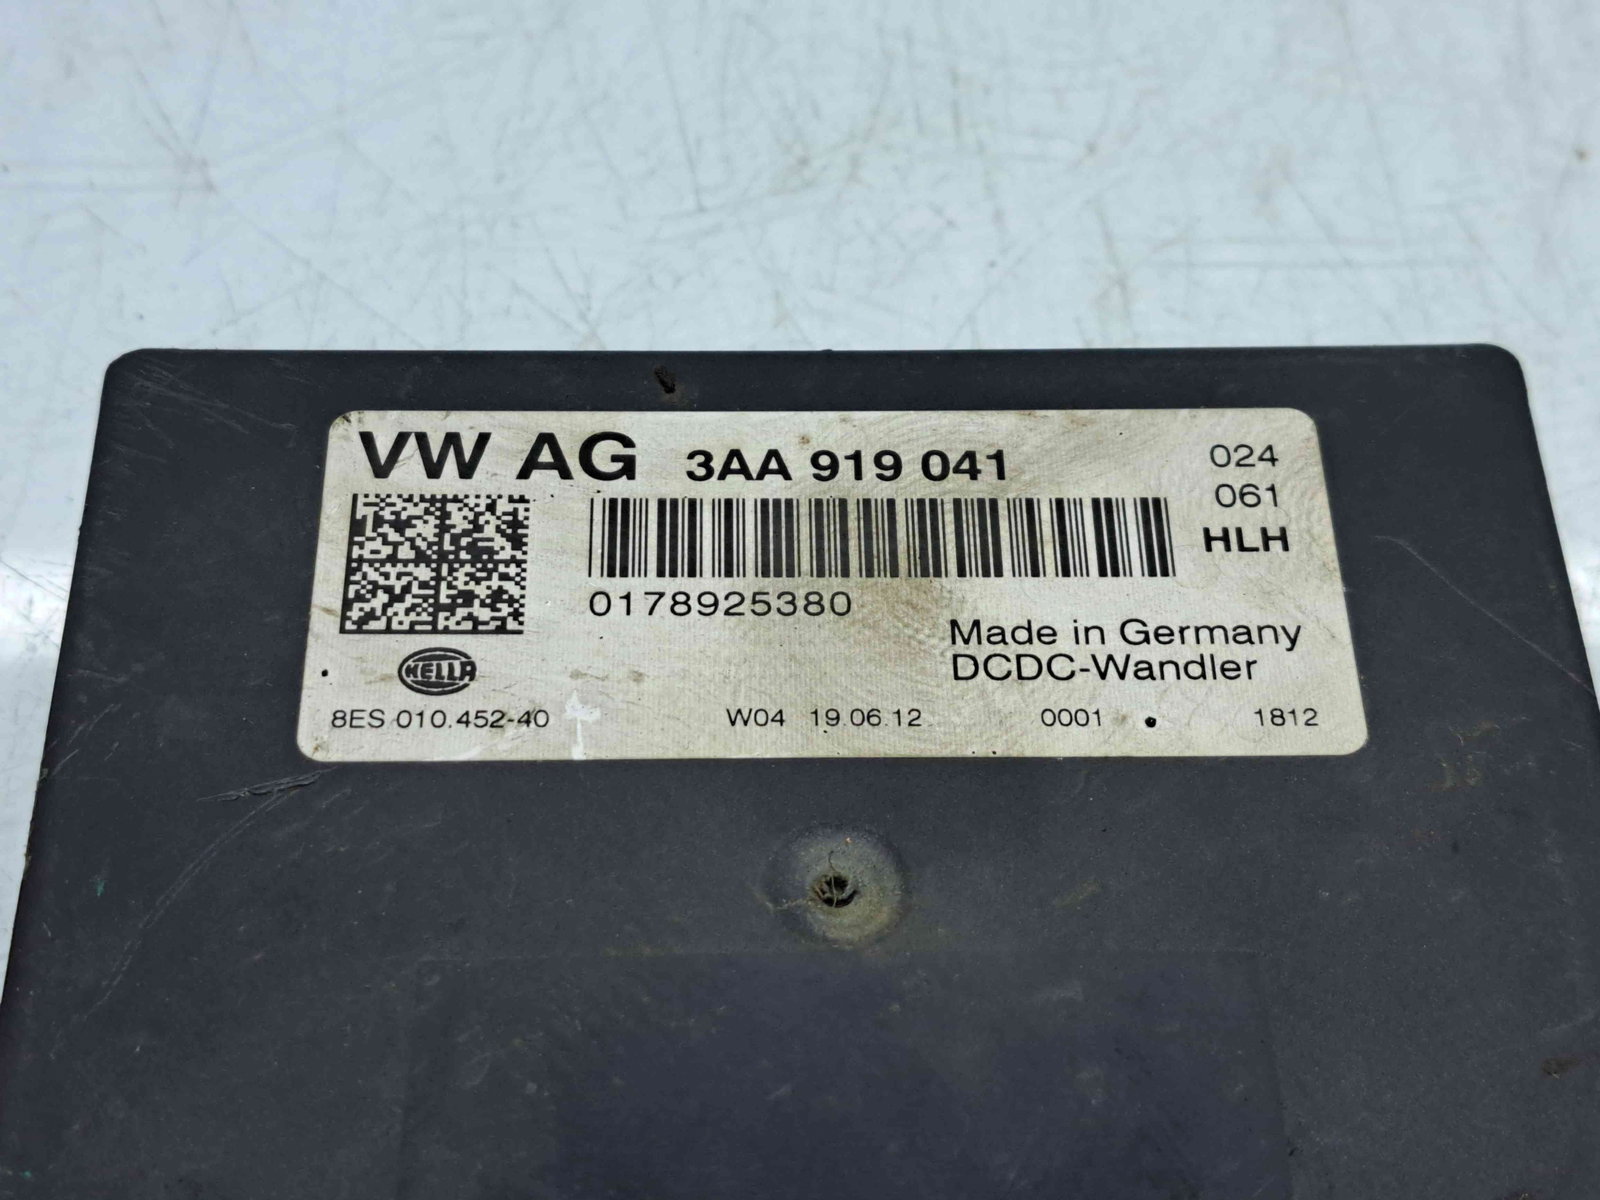 VW AG 3AA 919 041 024
061
HLH
0178925380
Made in Germany
DCDC-Wandler
HELLA
8ES 010.452-40 W04 19.06.12 0001 1812